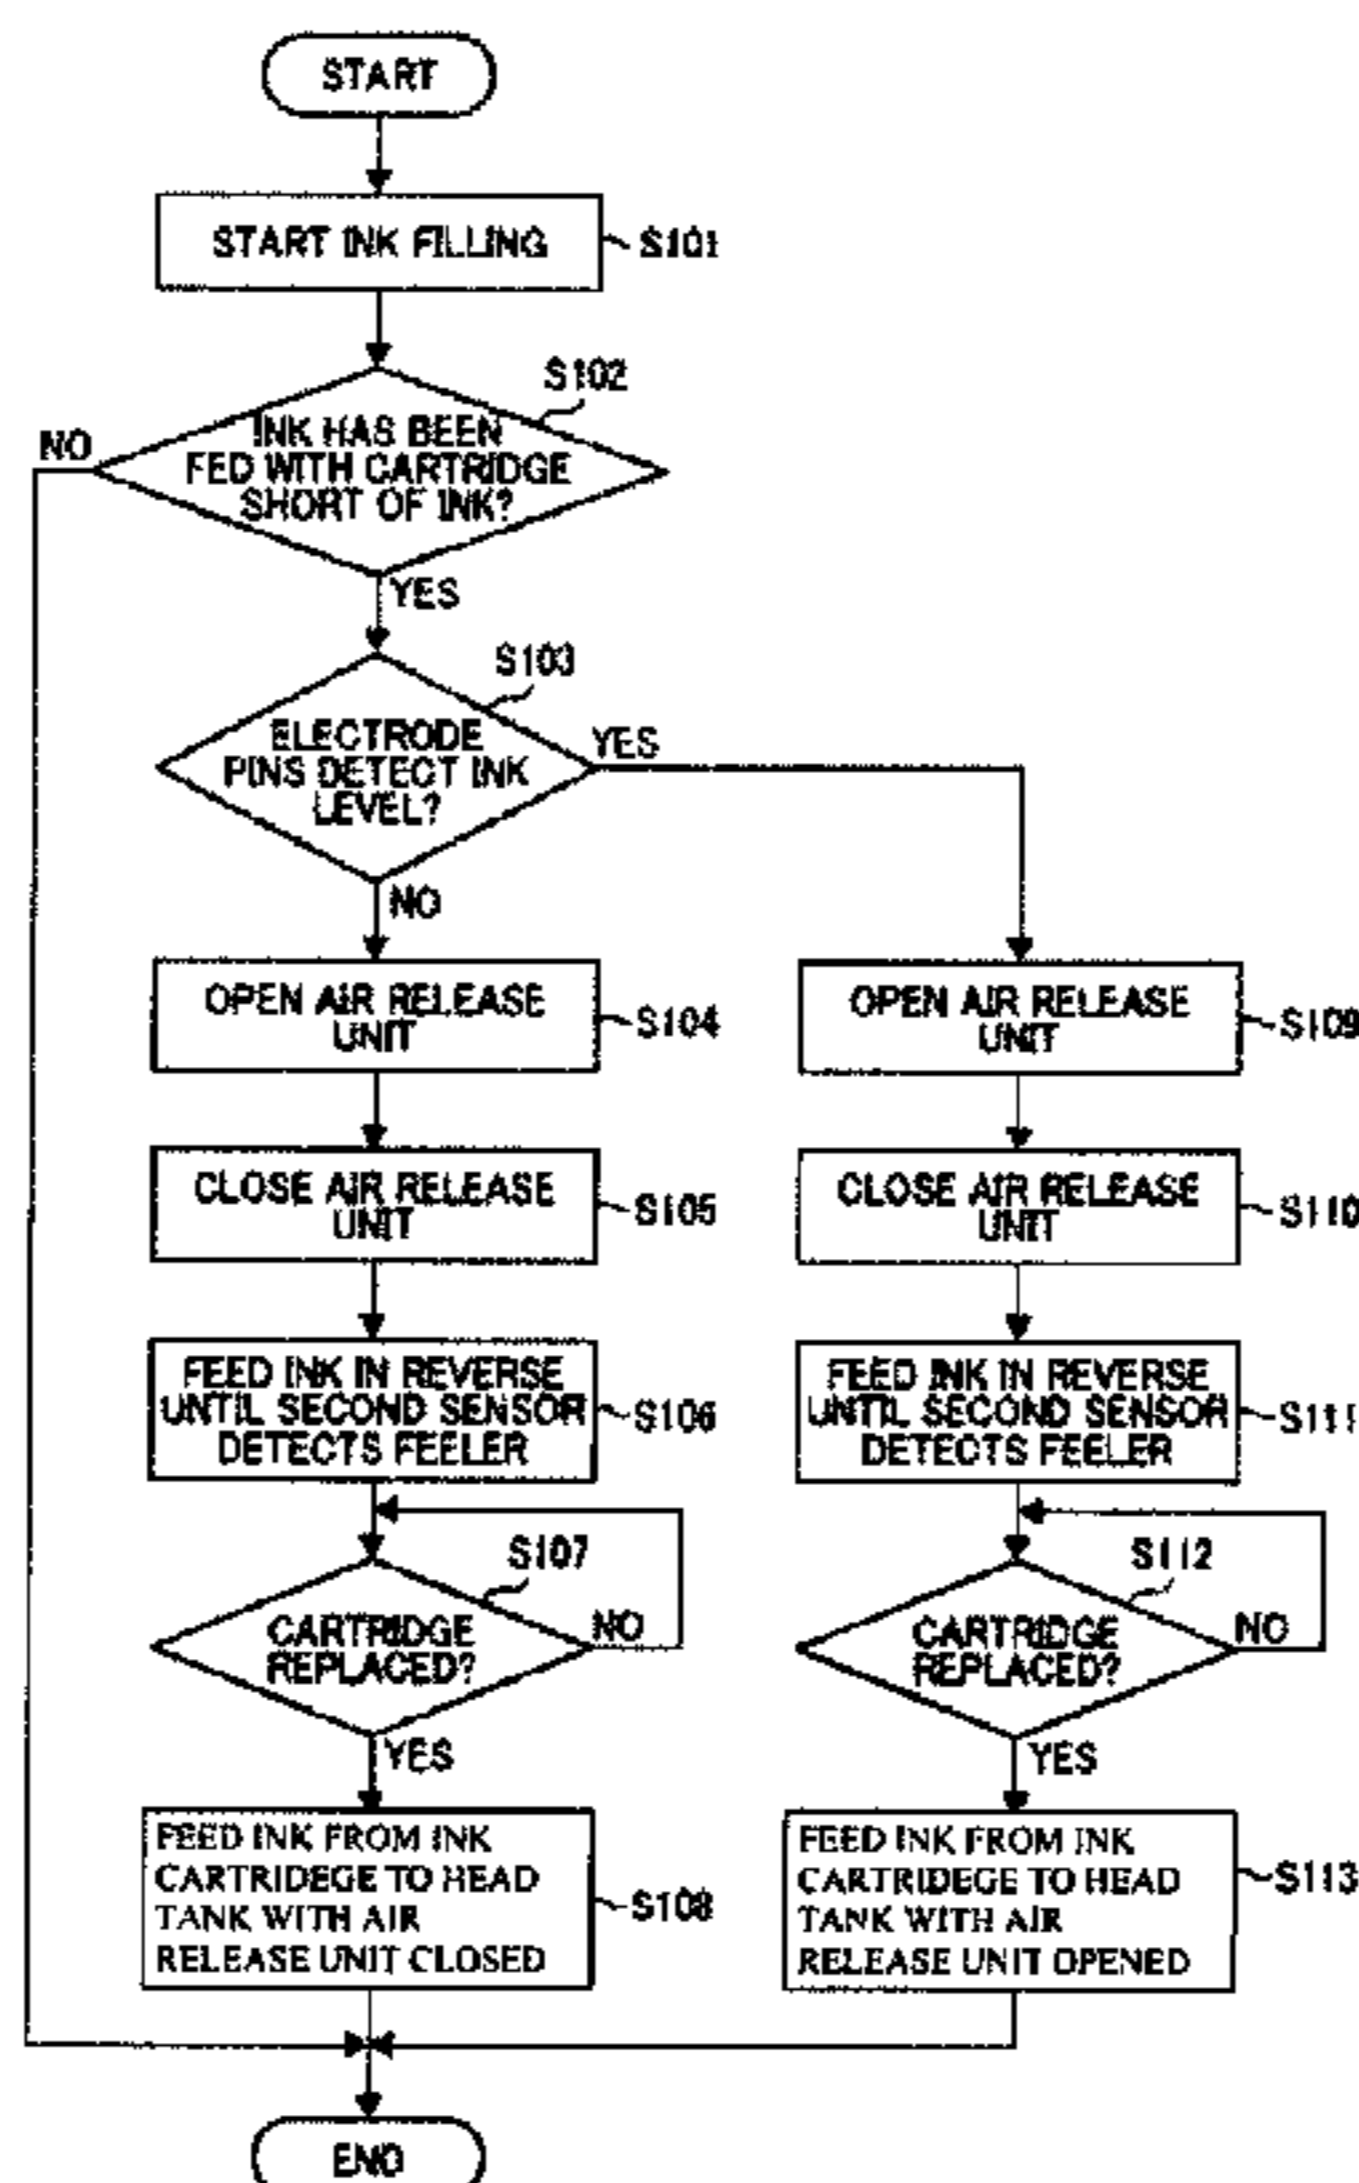 START
START INK FILLING
S101
S102
INK HAS BEEN
FED WITH CARTRIDGE
SHORT OF INK?
NO
YES
S103
ELECTRODE
PINS DETECT INK
LEVEL?
YES
NO
OPEN AIR RELEASE
UNIT
S104
CLOSE AIR RELEASE
UNIT
S105
FEED INK IN REVERSE
UNTIL SECOND SENSOR
DETECTS FEELER
S106
S107
CARTRIDGE
REPLACED?
NO
YES
FEED INK FROM INK
CARTRIDEGE TO HEAD
TANK WITH AIR
RELEASE UNIT CLOSED
S108
OPEN AIR RELEASE
UNIT
S109
CLOSE AIR RELEASE
UNIT
S110
FEED INK IN REVERSE
UNTIL SECOND SENSOR
DETECTS FEELER
S111
S112
CARTRIDGE
REPLACED?
NO
YES
FEED INK FROM INK
CARTRIDEGE TO HEAD
TANK WITH AIR
RELEASE UNIT OPENED
S113
END